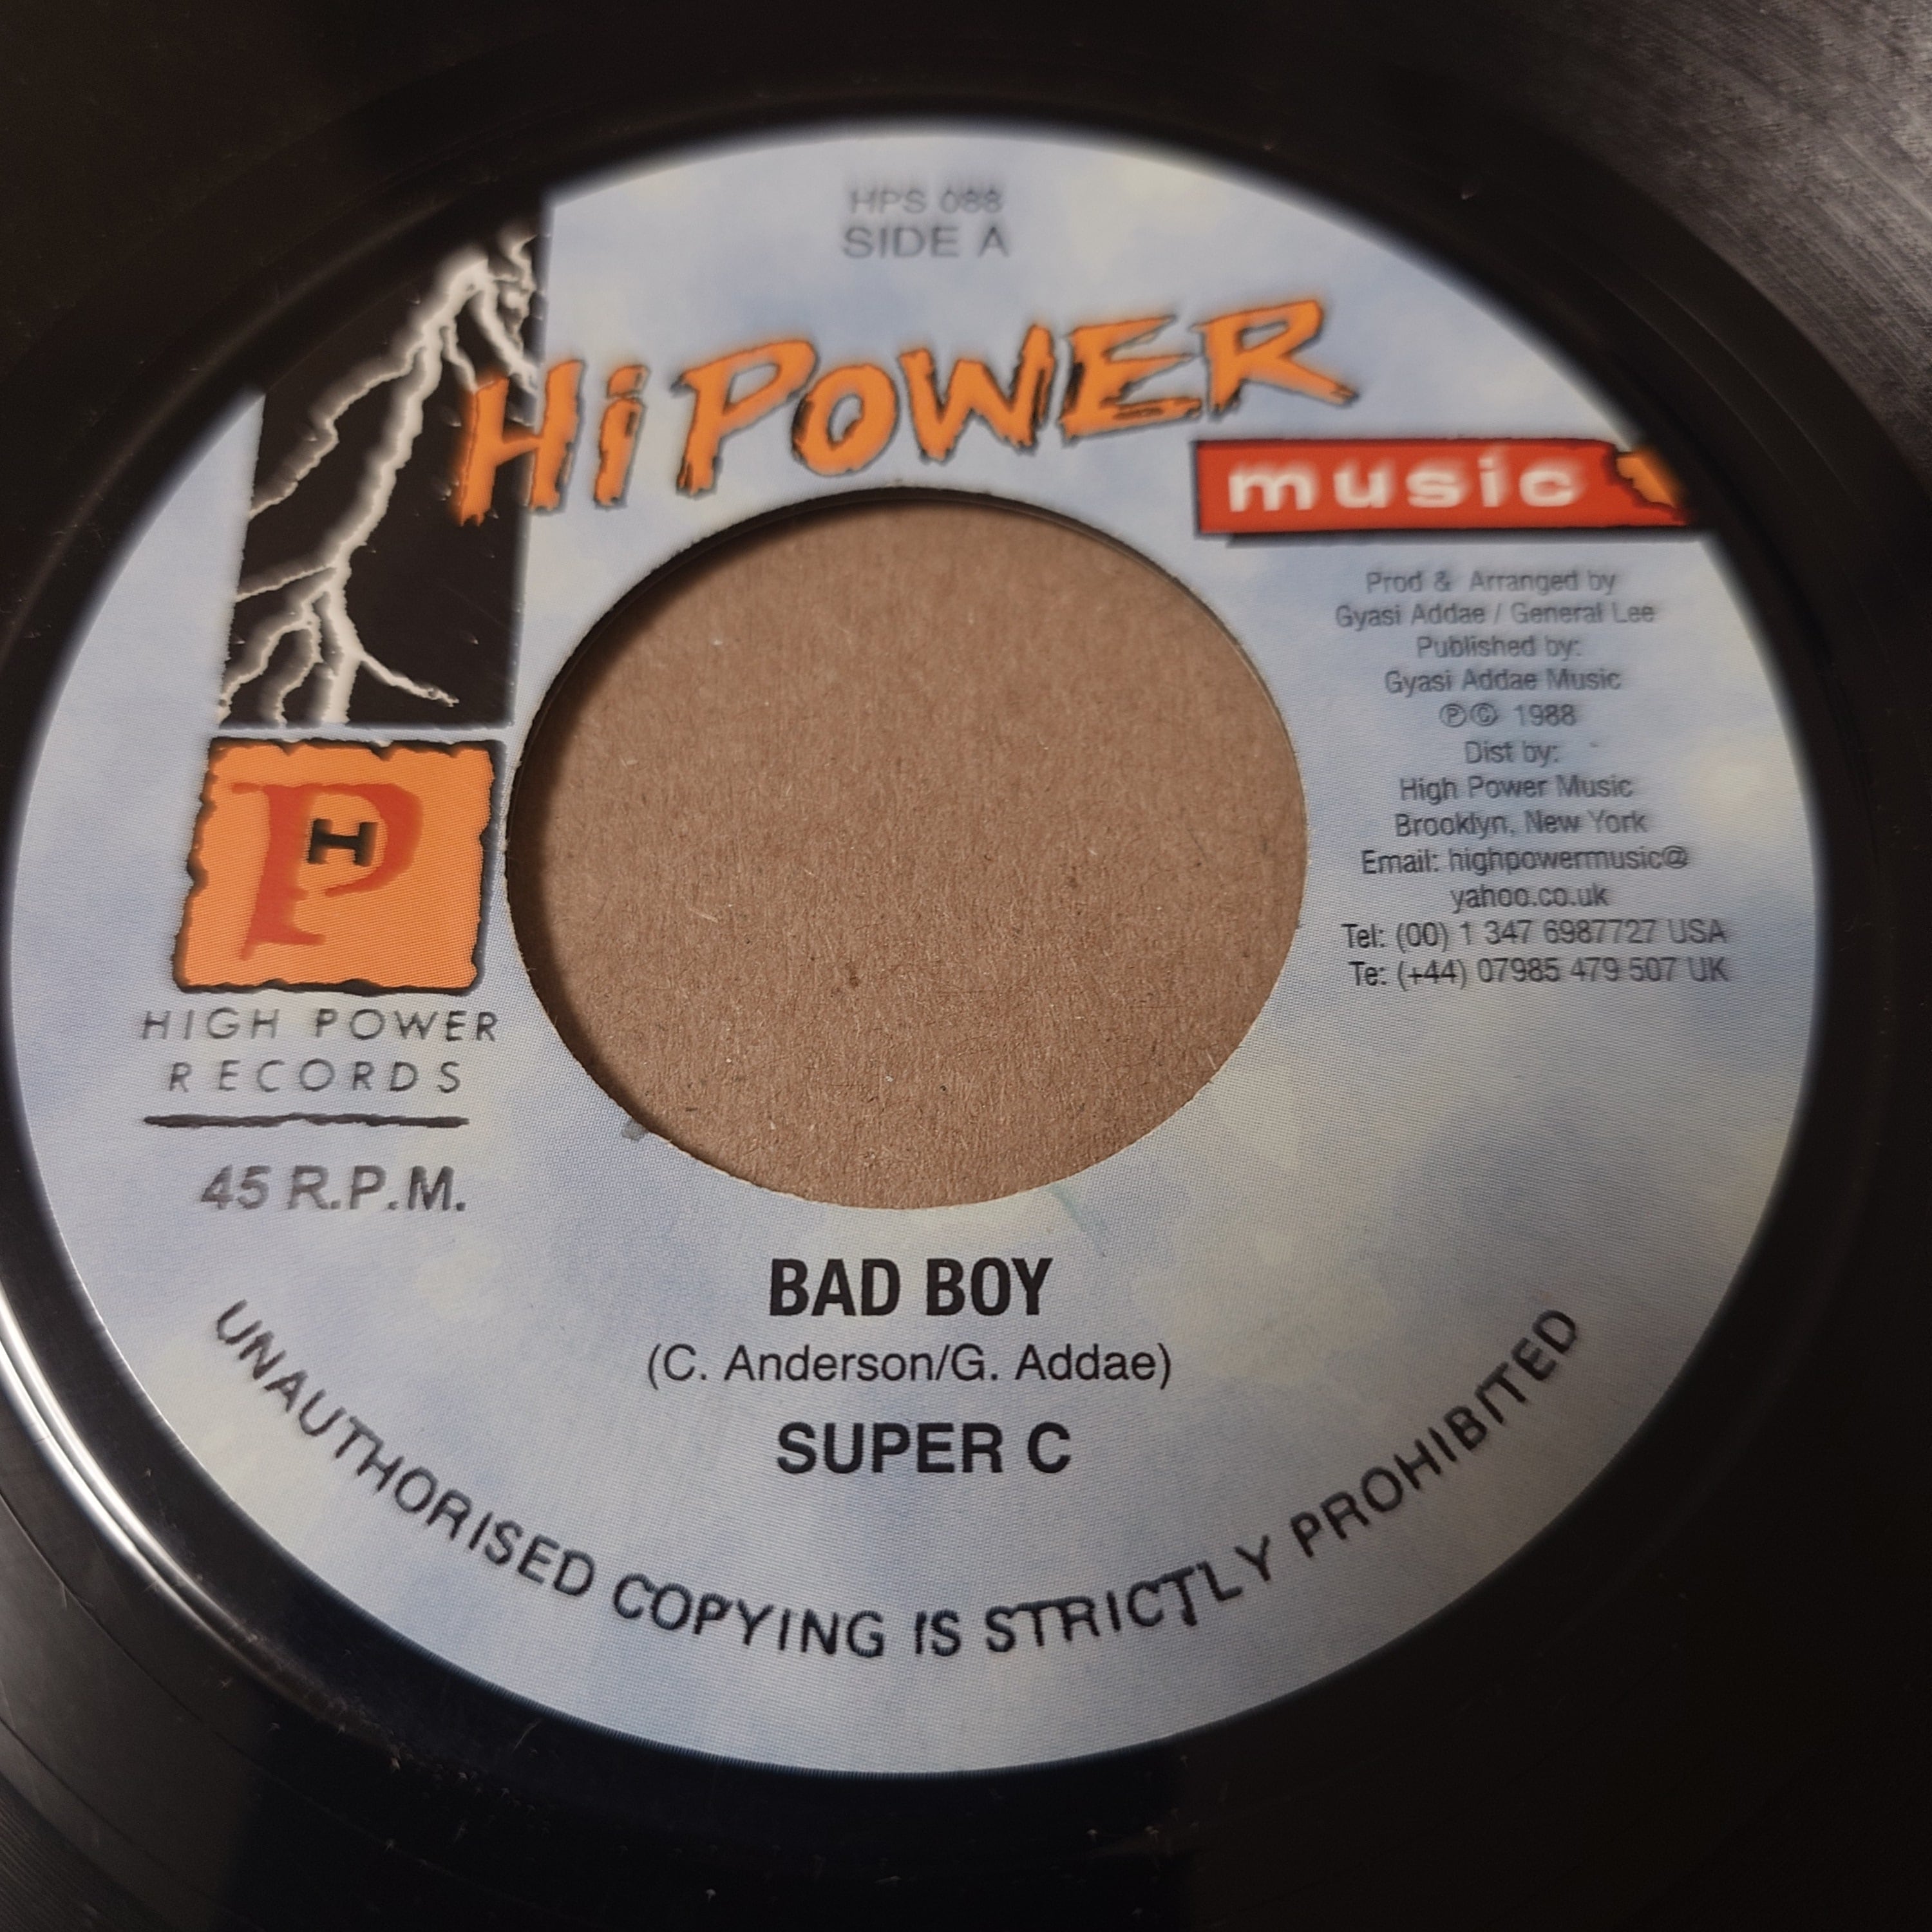 HPS 088
SIDE A
Hi POWER
music
Prod & Arranged by
Gyasi Addae / General Lee
Published by:
Gyasi Addae Music
℗© 1988
Dist by:
High Power Music
Brooklyn, New York
Email: highpowermusic@
yahoo.co.uk
Tel: (00) 1 347 6987727 USA
Te: (+44) 07985 479 507 UK
PH
HIGH POWER
RECORDS
45 R.P.M.
BAD BOY
(C. Anderson/G. Addae)
SUPER C
UNAUTHORISED COPYING IS STRICTLY PROHIBITED